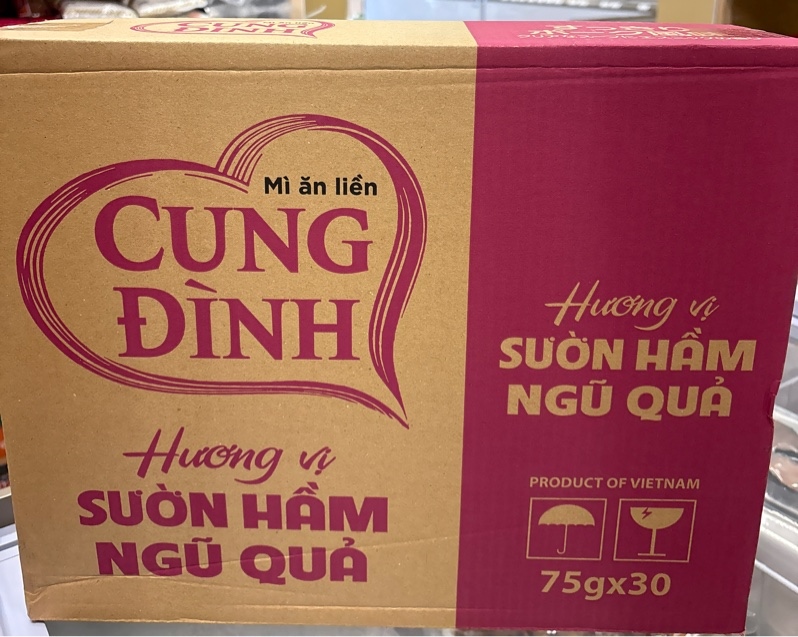 CUNG ĐÌNH
Mì ăn liền
CUNG
ĐÌNH
Hương vị
SƯỜN HẦM
NGŨ QUẢ
Hương vị
SƯỜN HẦM
NGŨ QUẢ
PRODUCT OF VIETNAM
75gx30